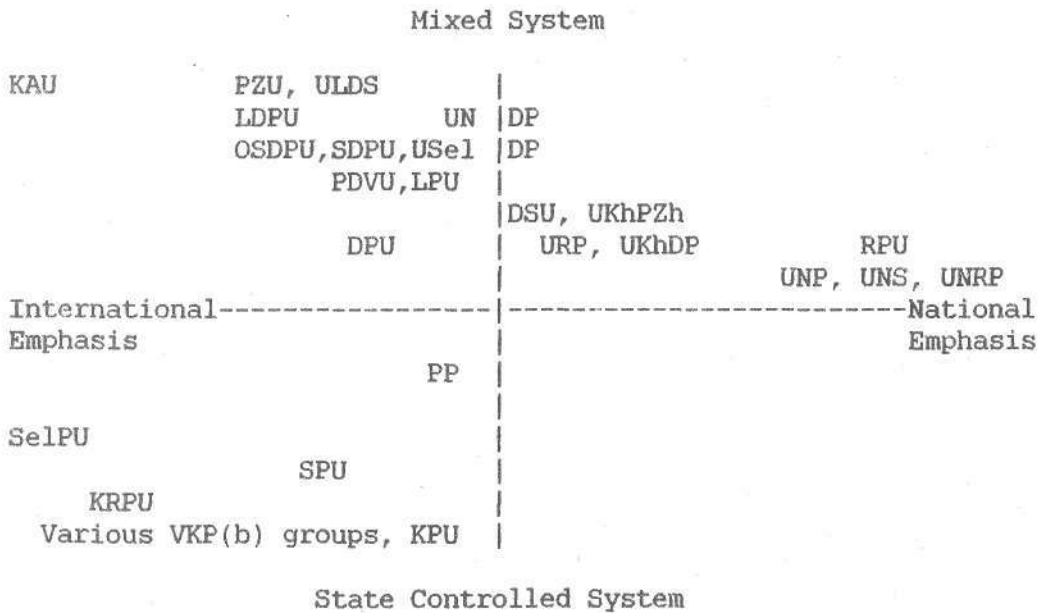 Mixed System
KAU PZU, ULDS |
LDPU UN |DP
OSDPU,SDPU,USel |DP
PDVU,LPU |
|DSU, UKhPZh
DPU | URP, UKhDP RPU
| UNP, UNS, UNRP
International-----------------|-------------------------National
Emphasis | Emphasis
PP |
SelPU |
SPU |
KRPU |
Various VKP(b) groups, KPU |
State Controlled System